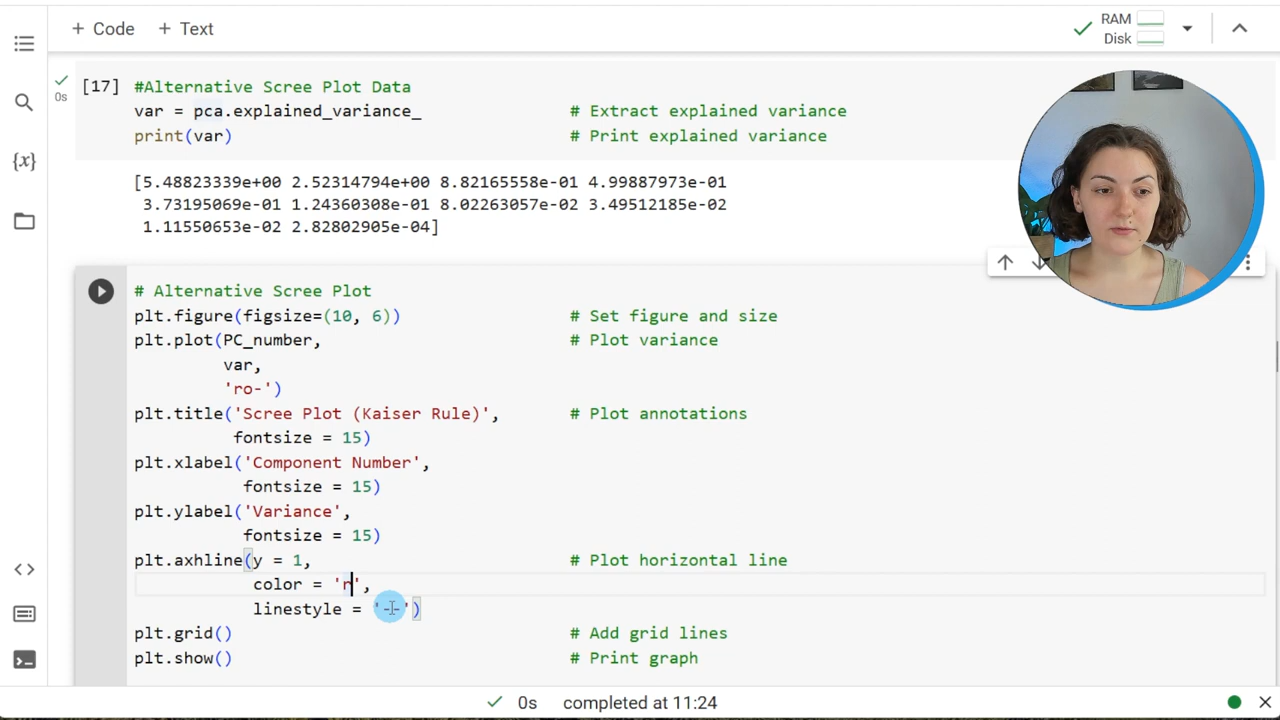 + Code + Text
RAM
Disk
[17] #Alternative Scree Plot Data
0s
var = pca.explained_variance_ # Extract explained variance
print(var) # Print explained variance
[5.48823339e+00 2.52314794e+00 8.82165558e-01 4.99887973e-01
3.73195069e-01 1.24360308e-01 8.02263057e-02 3.49512185e-02
1.11550653e-02 2.82802905e-04]
# Alternative Scree Plot
plt.figure(figsize=(10, 6)) # Set figure and size
plt.plot(PC_number, # Plot variance
var,
'ro-')
plt.title('Scree Plot (Kaiser Rule)', # Plot annotations
fontsize = 15)
plt.xlabel('Component Number',
fontsize = 15)
plt.ylabel('Variance',
fontsize = 15)
plt.axhline(y = 1, # Plot horizontal line
color = 'r',
linestyle = '--')
plt.grid() # Add grid lines
plt.show() # Print graph
0s completed at 11:24